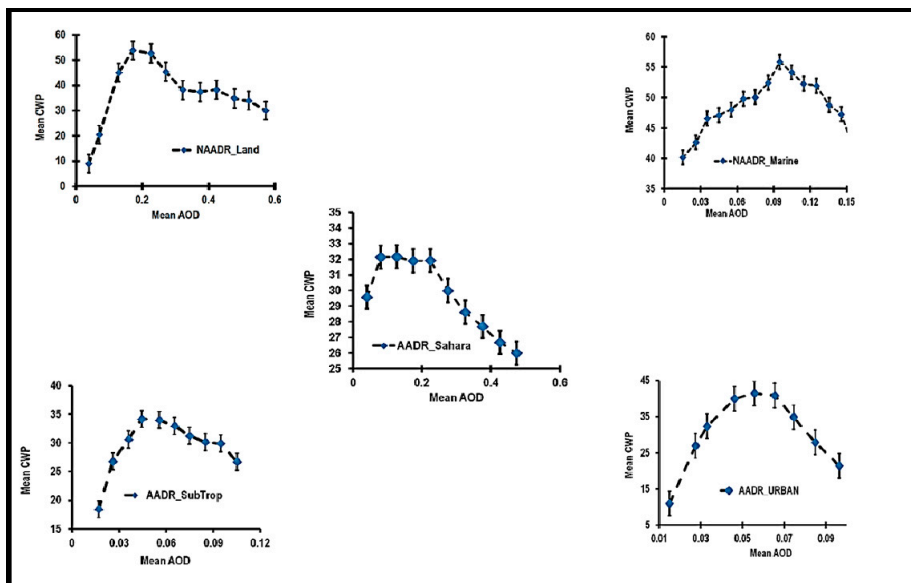 60
50
40
30
20
10
0
Mean CWP
NAADR_Land
0 0.2 0.4 0.6
Mean AOD
65
60
55
50
45
40
35
Mean CWP
NAADR_Marine
0 0.03 0.06 0.09 0.12 0.15
Mean AOD
35
34
33
32
31
30
29
28
27
26
25
Mean CWP
AADR_Sahara
0 0.2 0.4 0.6
Mean AOD
40
35
30
25
20
15
Mean CWP
AADR_SubTrop
0 0.03 0.06 0.09 0.12
Mean AOD
45
35
25
15
5
Mean CWP
AADR_URBAN
0.01 0.03 0.05 0.07 0.09
Mean AOD